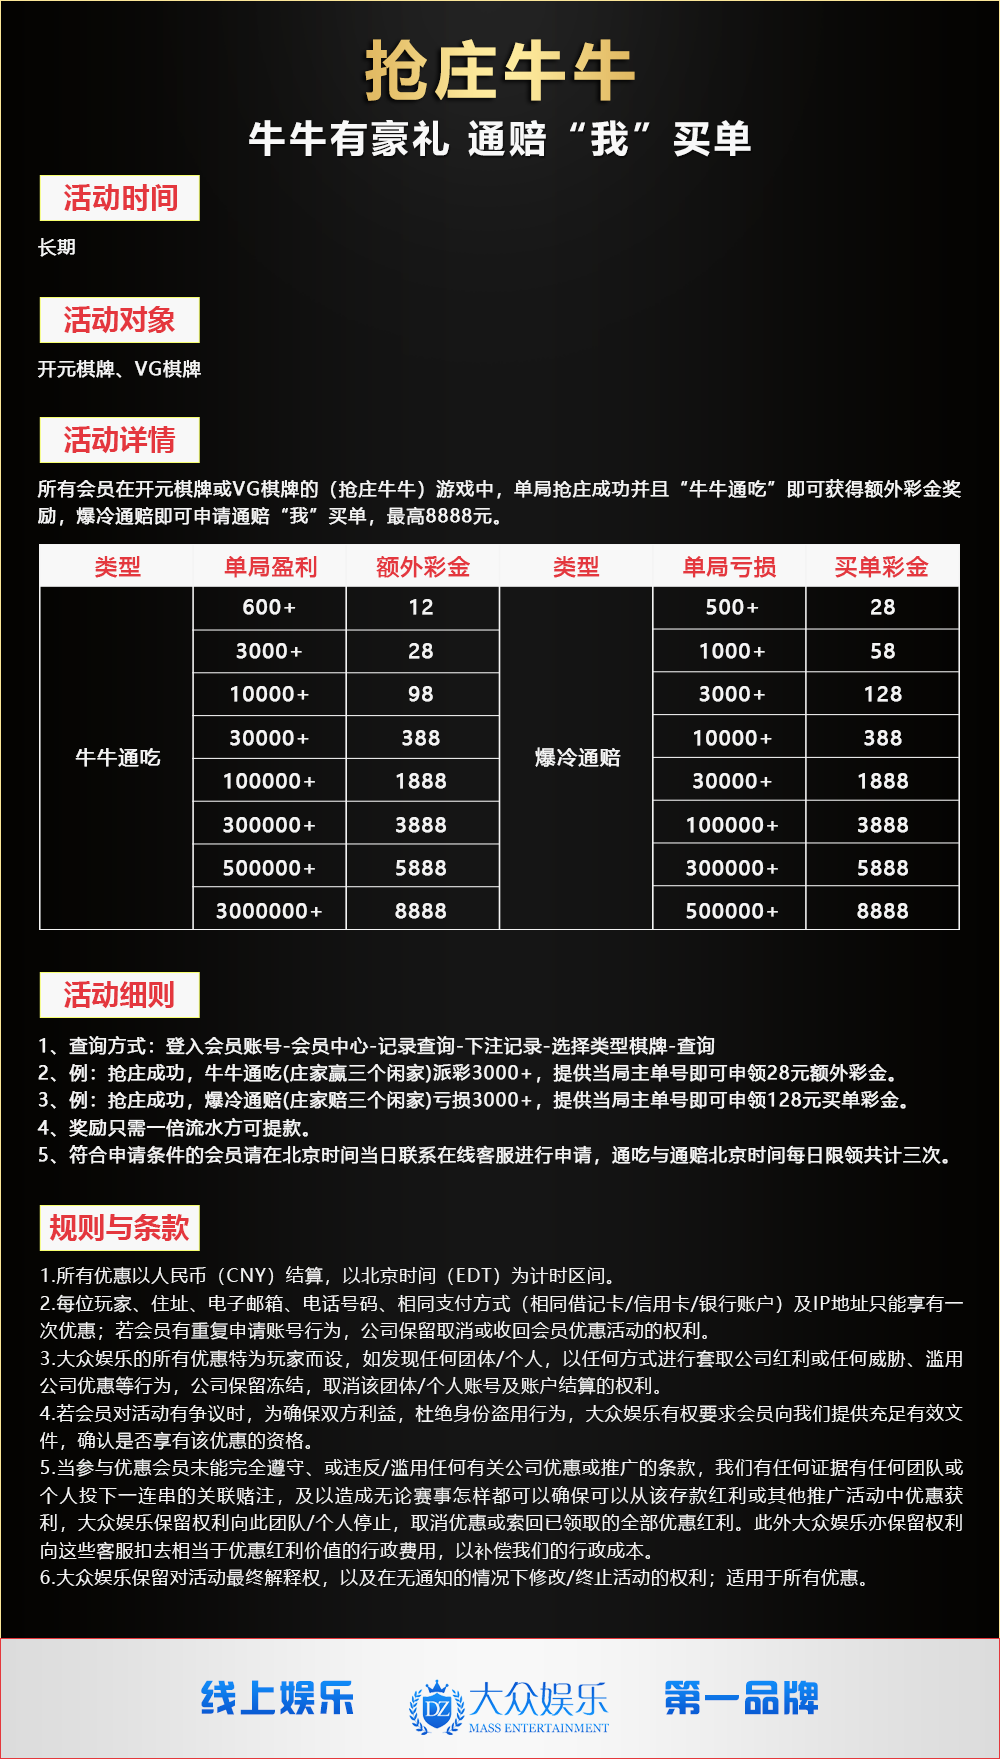 抢庄牛牛
牛牛有豪礼 通赔“我”买单
活动时间
长期
活动对象
开元棋牌、VG棋牌
活动详情
所有会员在开元棋牌或VG棋牌的（抢庄牛牛）游戏中，单局抢庄成功并且“牛牛通吃”即可获得额外彩金奖
励，爆冷通赔即可申请通赔“我”买单，最高8888元。
类型 单局盈利 额外彩金 类型 单局亏损 买单彩金
600+ 12 500+ 28
3000+ 28 1000+ 58
10000+ 98 3000+ 128
30000+ 388 10000+ 388
牛牛通吃 爆冷通赔
100000+ 1888 30000+ 1888
300000+ 3888 100000+ 3888
500000+ 5888 300000+ 5888
3000000+ 8888 500000+ 8888
活动细则
1、查询方式：登入会员账号-会员中心-记录查询-下注记录-选择类型棋牌-查询
2、例：抢庄成功，牛牛通吃(庄家赢三个闲家)派彩3000+，提供当局主单号即可申领28元额外彩金。
3、例：抢庄成功，爆冷通赔(庄家赔三个闲家)亏损3000+，提供当局主单号即可申领128元买单彩金。
4、奖励只需一倍流水方可提款。
5、符合申请条件的会员请在北京时间当日联系在线客服进行申请，通吃与通赔北京时间每日限领共计三次。
规则与条款
1.所有优惠以人民币（CNY）结算，以北京时间（EDT）为计时区间。
2.每位玩家、住址、电子邮箱、电话号码、相同支付方式（相同借记卡/信用卡/银行账户）及IP地址只能享有一
次优惠；若会员有重复申请账号行为，公司保留取消或收回会员优惠活动的权利。
3.大众娱乐的所有优惠特为玩家而设，如发现任何团体/个人，以任何方式进行套取公司红利或任何威胁、滥用
公司优惠等行为，公司保留冻结，取消该团体/个人账号及账户结算的权利。
4.若会员对活动有争议时，为确保双方利益，杜绝身份盗用行为，大众娱乐有权要求会员向我们提供充足有效文
件，确认是否享有该优惠的资格。
5.当参与优惠会员未能完全遵守、或违反/滥用任何有关公司优惠或推广的条款，我们有任何证据有任何团队或
个人投下一连串的关联赌注，及以造成无论赛事怎样都可以确保可以从该存款红利或其他推广活动中优惠获
利，大众娱乐保留权利向此团队/个人停止，取消优惠或索回已领取的全部优惠红利。此外大众娱乐亦保留权利
向这些客服扣去相当于优惠红利价值的行政费用，以补偿我们的行政成本。
6.大众娱乐保留对活动最终解释权，以及在无通知的情况下修改/终止活动的权利；适用于所有优惠。
线上娱乐 DZ 大众娱乐 第一品牌
MASS ENTERTAINMENT